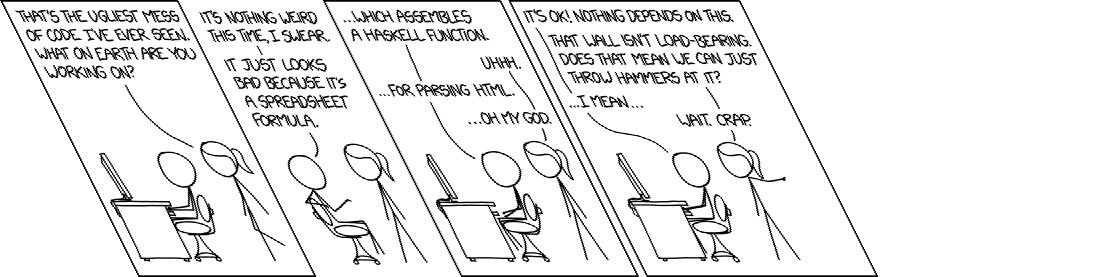 THAT'S THE UGLIEST MESS
OF CODE I'VE EVER SEEN.
WHAT ON EARTH ARE YOU
WORKING ON?
IT'S NOTHING WEIRD
THIS TIME, I SWEAR.
IT JUST LOOKS
BAD BECAUSE IT'S
A SPREADSHEET
FORMULA.
...WHICH ASSEMBLES
A HASKELL FUNCTION.
UHHH.
...FOR PARSING HTML.
...OH MY GOD.
IT'S OK! NOTHING DEPENDS ON THIS.
THAT WALL ISN'T LOAD-BEARING.
DOES THAT MEAN WE CAN JUST
THROW HAMMERS AT IT?
...I MEAN...
WAIT. CRAP.